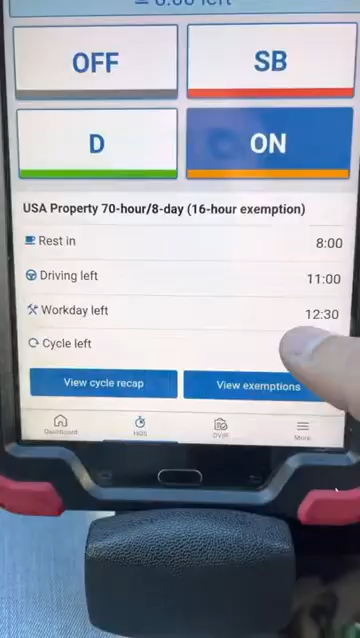 left
OFF
SB
D
ON
USA Property 70-hour/8-day (16-hour exemption)
Rest in 8:00
Driving left 11:00
Workday left 12:30
Cycle left
View cycle recap
View exemptions
Dashboard
HOS
DVIR
More